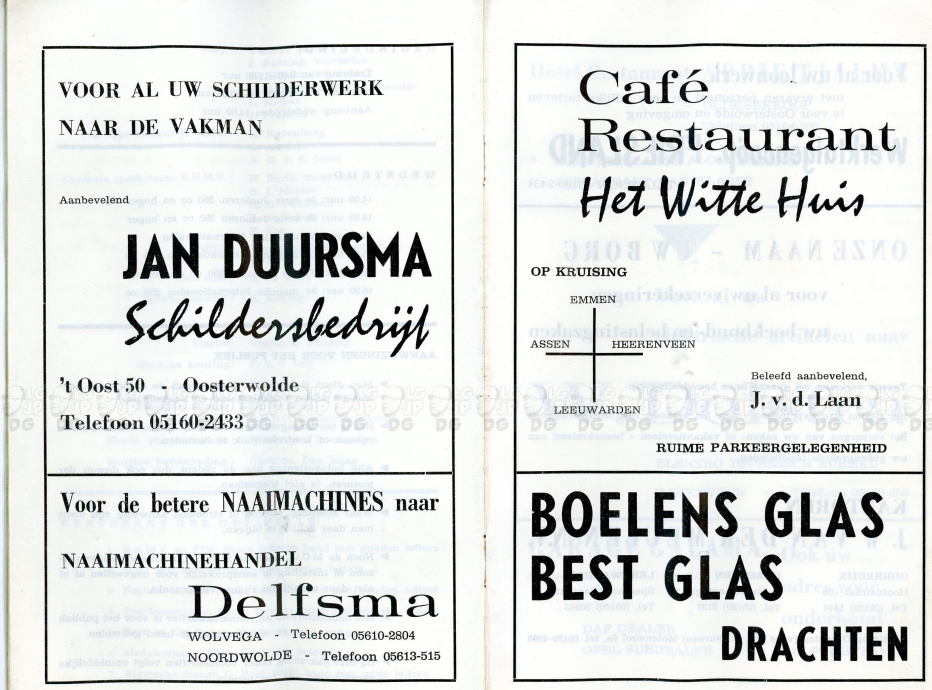 VOOR AL UW SCHILDERWERK
NAAR DE VAKMAN
Aanbevelend
JAN DUURSMA
Schildersbedrijf
't Oost 50 - Oosterwolde
Telefoon 05160-2433
Voor de betere NAAIMACHINES naar
NAAIMACHINEHANDEL
Delfsma
WOLVEGA - Telefoon 05610-2804
NOORDWOLDE - Telefoon 05613-515
Café
Restaurant
Het Witte Huis
OP KRUISING
EMMEN
ASSEN HEERENVEEN
LEEUWARDEN
Beleefd aanbevelend,
J. v. d. Laan
RUIME PARKEERGELEGENHEID
BOELENS GLAS
BEST GLAS
DRACHTEN